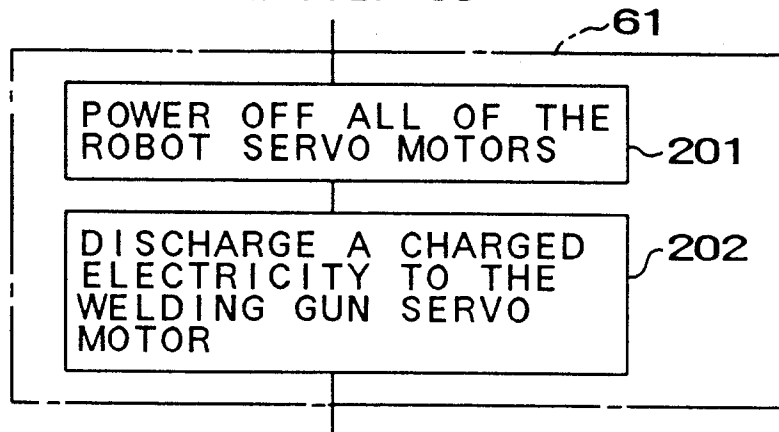 61
POWER OFF ALL OF THE
ROBOT SERVO MOTORS
201
DISCHARGE A CHARGED
ELECTRICITY TO THE
WELDING GUN SERVO
MOTOR
202